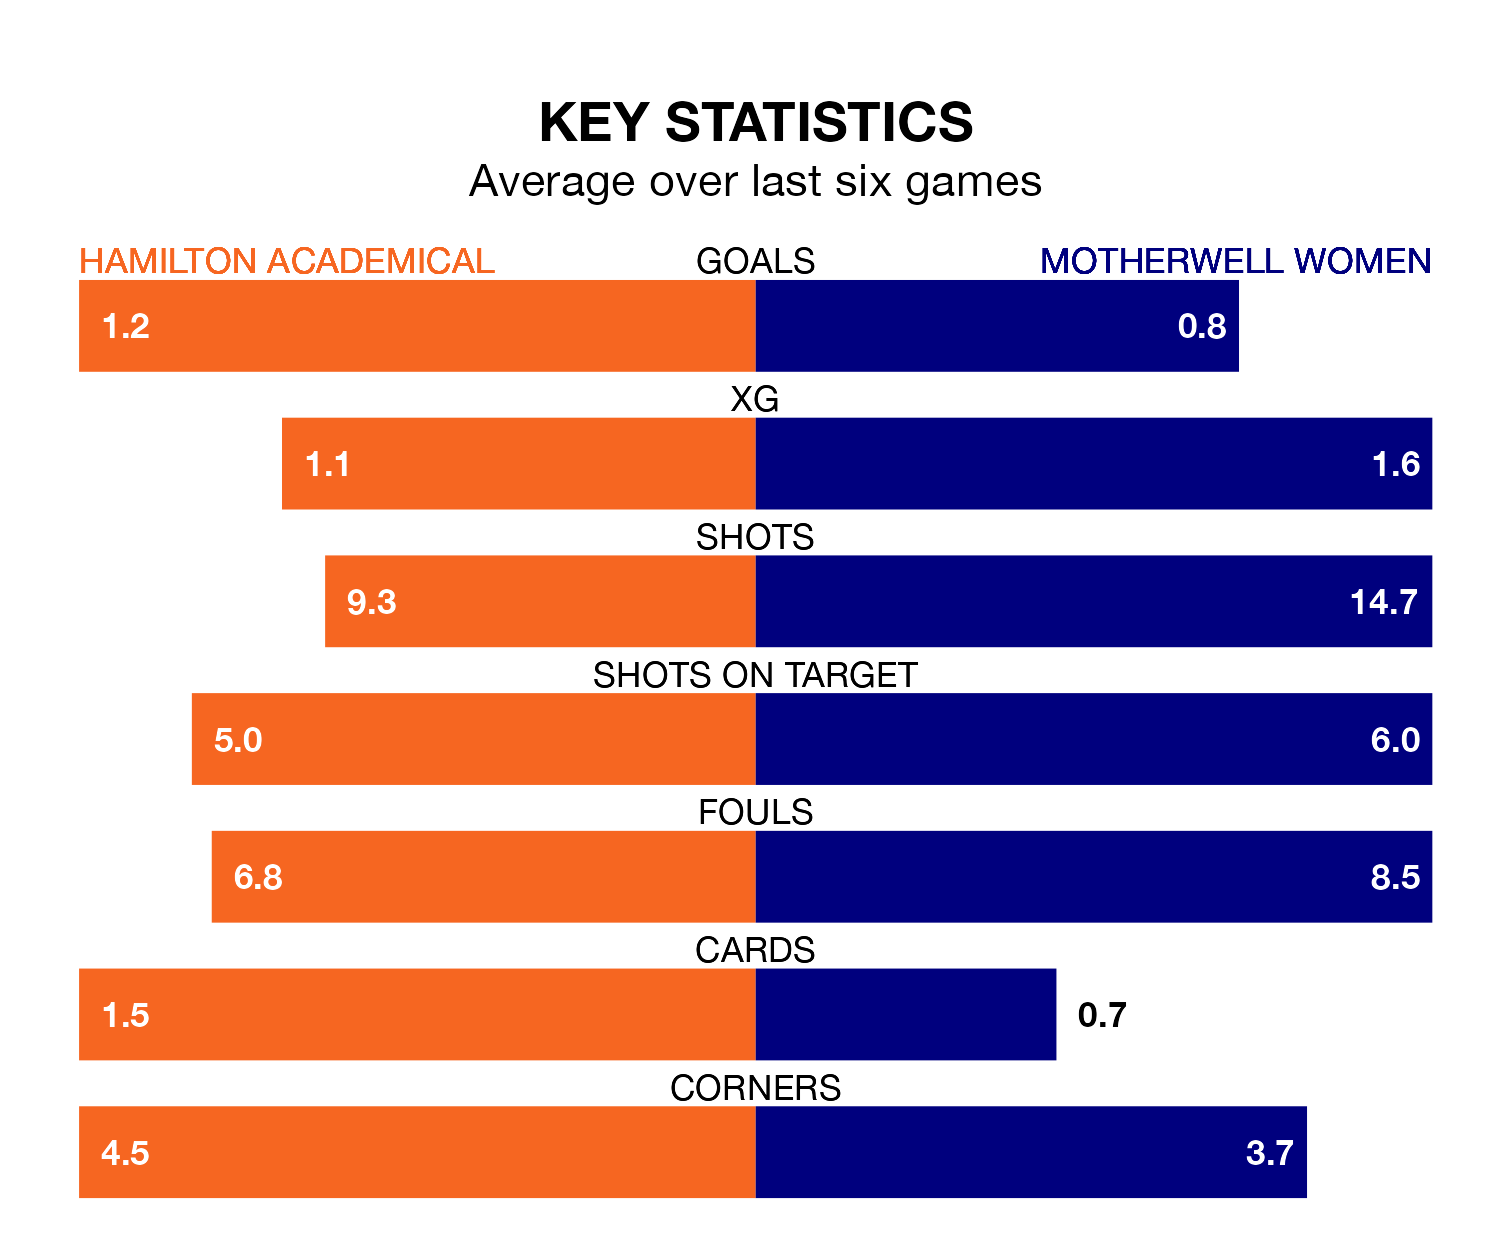 KEY STATISTICS
Average over last six games
HAMILTON ACADEMICAL GOALS MOTHERWELL WOMEN
1.2 0.8
XG
1.1 1.6
SHOTS
9.3 14.7
SHOTS ON TARGET
5.0 6.0
FOULS
6.8 8.5
CARDS
1.5 0.7
CORNERS
4.5 3.7